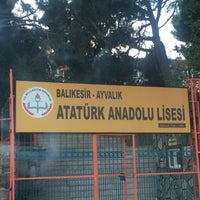 BALIKESİR - AYVALIK
ATATÜRK ANADOLU LİSESİ